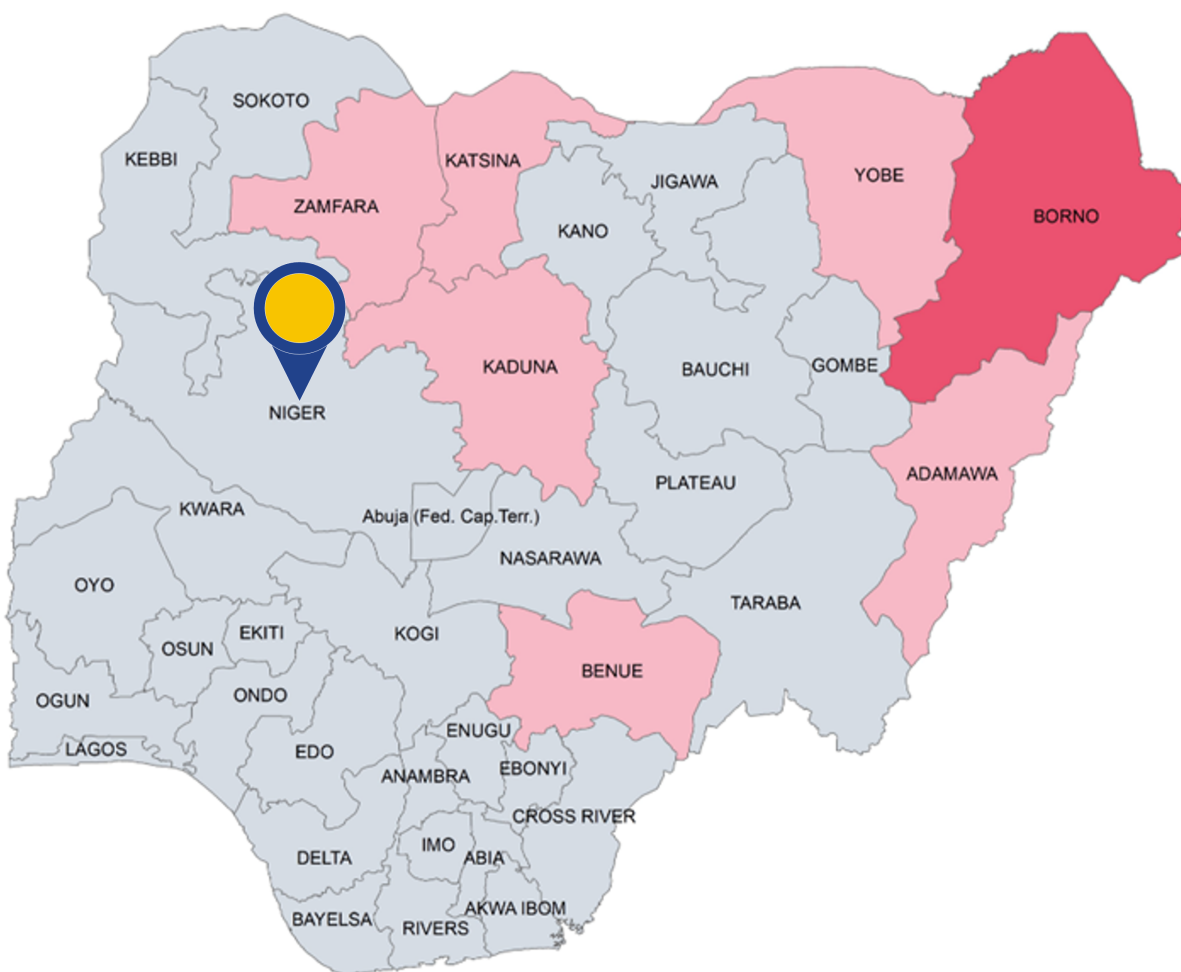 SOKOTO
KEBBI
KATSINA
ZAMFARA
JIGAWA
YOBE
KANO
BORNO
KADUNA
BAUCHI
GOMBE
NIGER
ADAMAWA
PLATEAU
KWARA
Abuja (Fed. Cap.Terr.)
NASARAWA
OYO
TARABA
EKITI
KOGI
OSUN
BENUE
OGUN
ONDO
ENUGU
LAGOS
EDO
EBONYI
ANAMBRA
CROSS RIVER
IMO
DELTA
ABIA
AKWA IBOM
BAYELSA
RIVERS